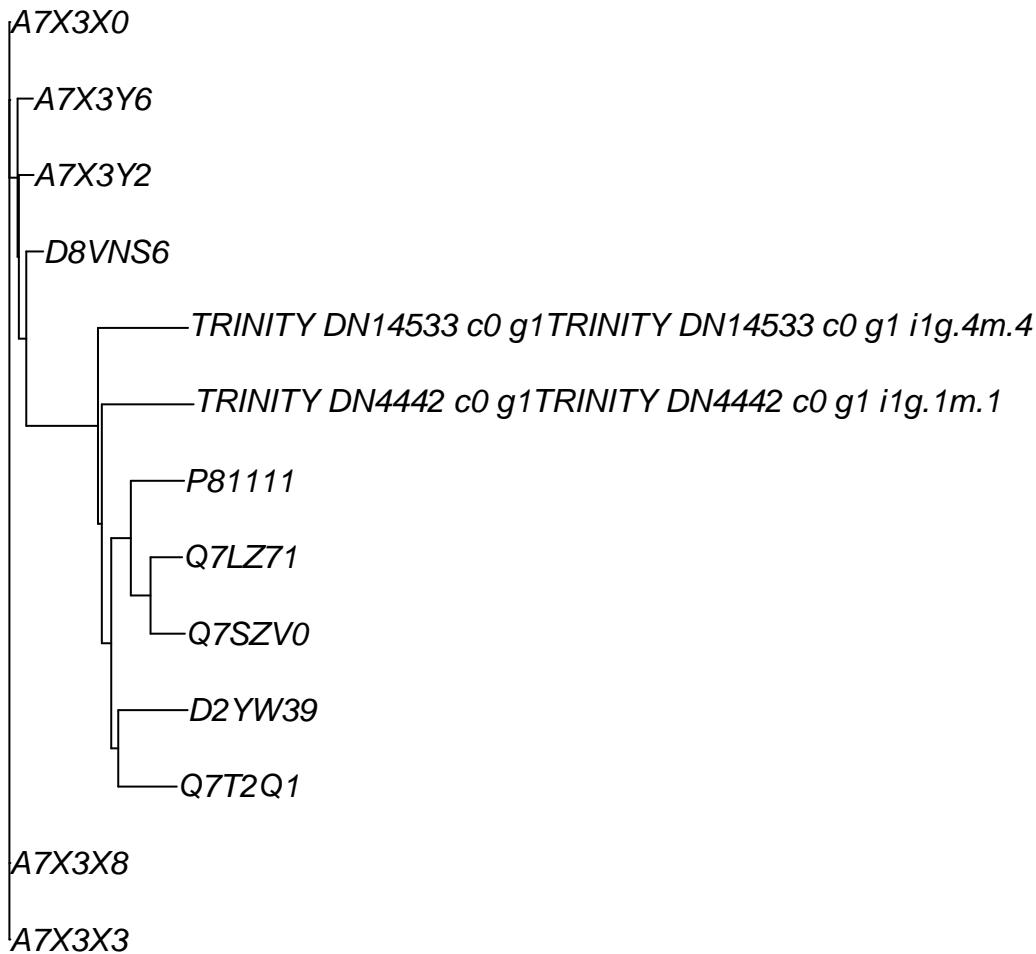 A7X3X0
A7X3Y6
A7X3Y2
D8VNS6
TRINITY DN14533 c0 g1TRINITY DN14533 c0 g1 i1g.4m.4
TRINITY DN4442 c0 g1TRINITY DN4442 c0 g1 i1g.1m.1
P81111
Q7LZ71
Q7SZV0
D2YW39
Q7T2Q1
A7X3X8
A7X3X3